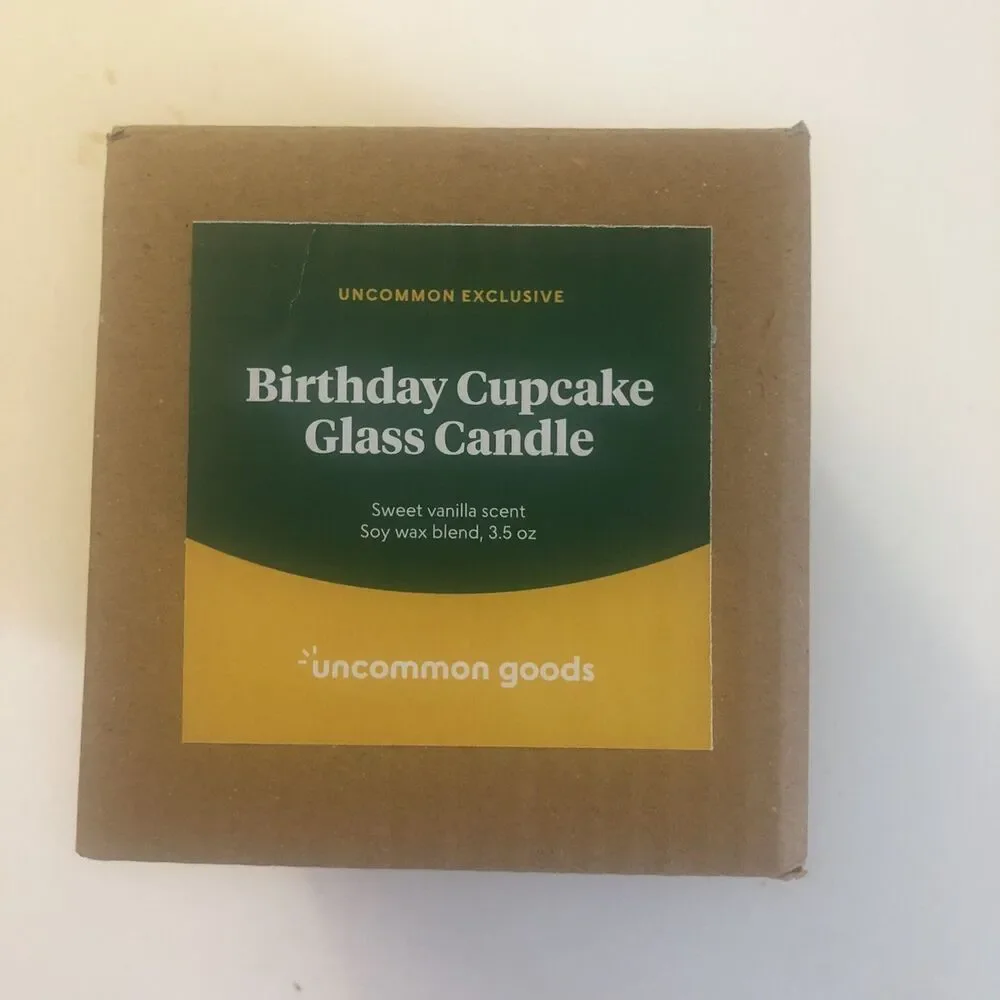 UNCOMMON EXCLUSIVE
Birthday Cupcake
Glass Candle
Sweet vanilla scent
Soy wax blend, 3.5 oz
uncommon goods